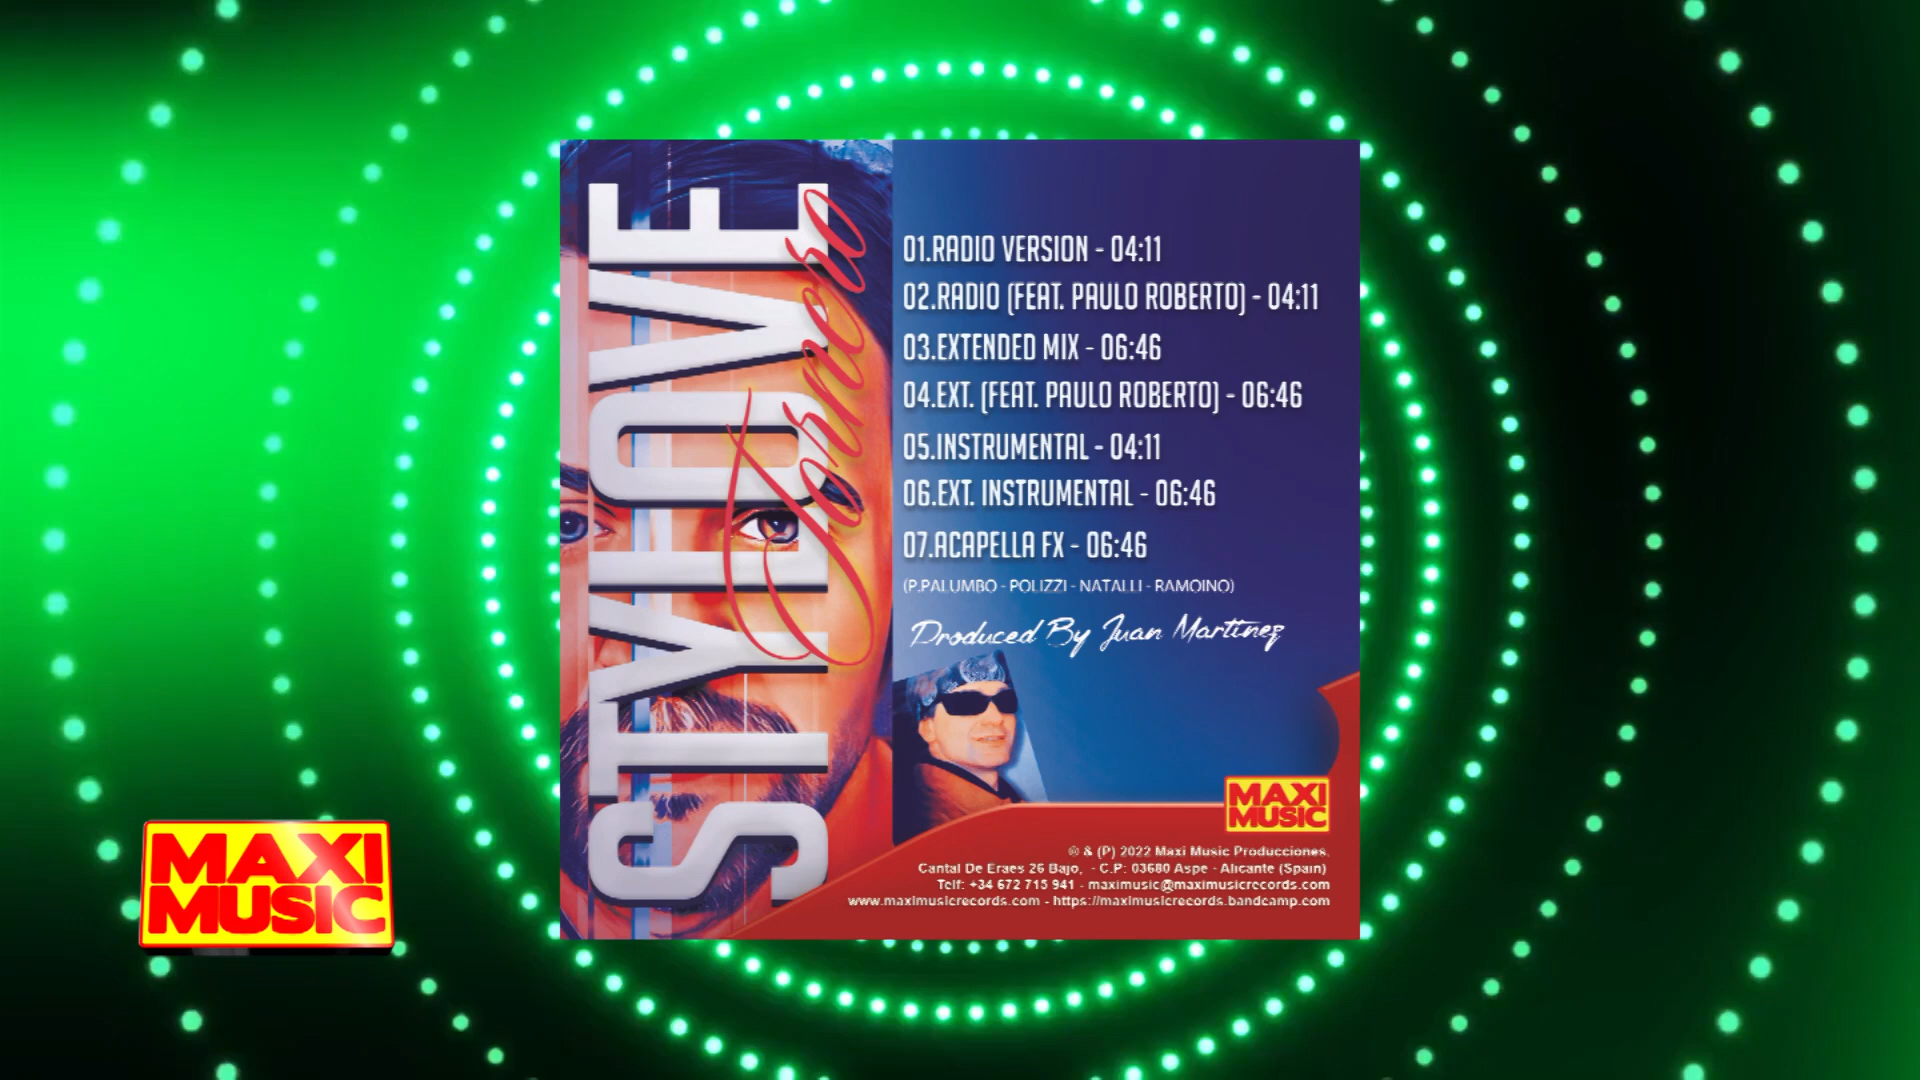 STYLOVE
Tornero
01.RADIO VERSION - 04:11
02.RADIO (FEAT. PAULO ROBERTO) - 04:11
03.EXTENDED MIX - 06:46
04.EXT. (FEAT. PAULO ROBERTO) - 06:46
05.INSTRUMENTAL - 04:11
06.EXT. INSTRUMENTAL - 06:46
07.ACAPELLA FX - 06:46
(P.PALUMBO - POLIZZI - NATALLI - RAMOINO)
Produced By Juan Martinez
MAXI
MUSIC
© & (P) 2022 Maxi Music Producciones.
Cantal De Eraes 26 Bajo, - C.P: 03680 Aspe - Alicante (Spain)
Telf: +34 672 715 941 - maximusic@maximusicrecords.com
www.maximusicrecords.com - https://maximusicrecords.bandcamp.com
MAXI
MUSIC